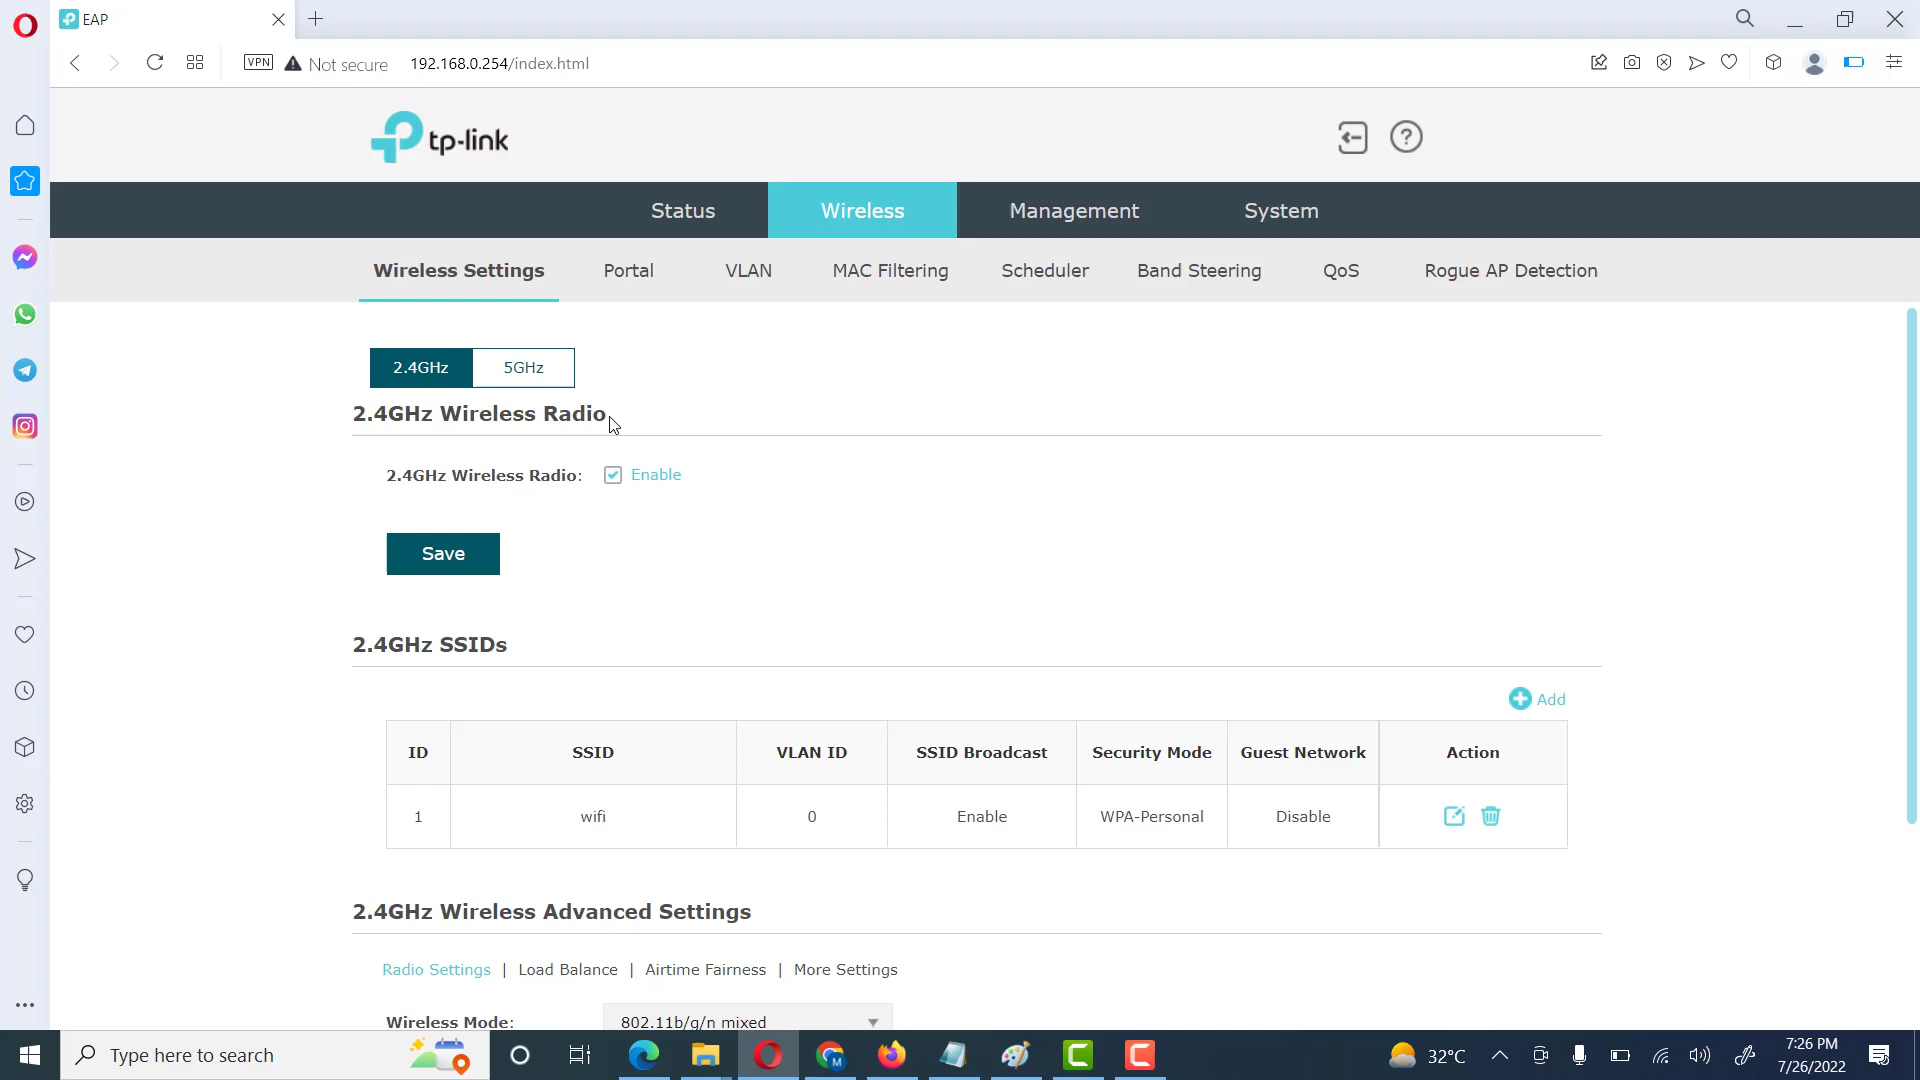 EAP
VPN
Not secure
192.168.0.254/index.html
tp-link
?
Status
Wireless
Management
System
Wireless Settings
Portal
VLAN
MAC Filtering
Scheduler
Band Steering
QoS
Rogue AP Detection
2.4GHz
5GHz
2.4GHz Wireless Radio
2.4GHz Wireless Radio:
Enable
Save
2.4GHz SSIDs
Add
ID SSID VLAN ID SSID Broadcast Security Mode Guest Network Action
1 wifi 0 Enable WPA-Personal Disable
2.4GHz Wireless Advanced Settings
Radio Settings | Load Balance | Airtime Fairness | More Settings
Wireless Mode: 802.11b/g/n mixed
Type here to search
M
32°C
7:26 PM
7/26/2022